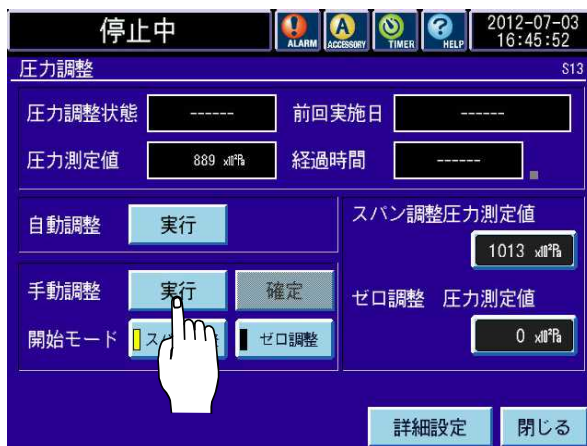 停止中
ALARM
ACCESSORY
TIMER
HELP
2012-07-03
16:45:52
圧力調整
S13
圧力調整状態 ------
前回実施日 ------
圧力測定値 889 x10²Pa
経過時間 ------
自動調整 実行
手動調整 実行 確定
開始モード ス ゼロ調整
スパン調整圧力測定値
1013 x10²Pa
ゼロ調整 圧力測定値
0 x10²Pa
詳細設定 閉じる